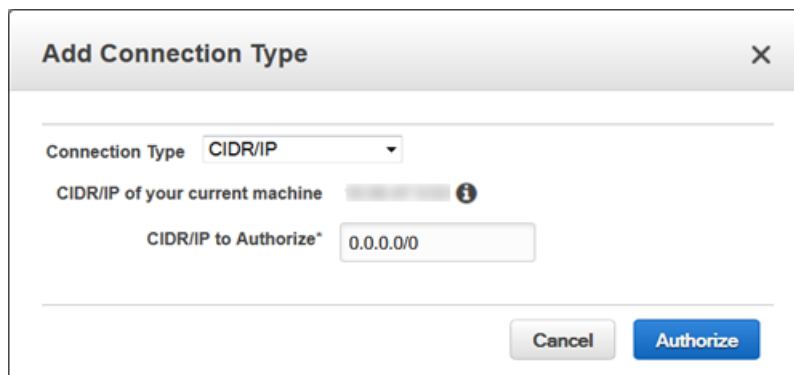 Add Connection Type
Connection Type CIDR/IP
CIDR/IP of your current machine
CIDR/IP to Authorize* 0.0.0.0/0
Cancel Authorize